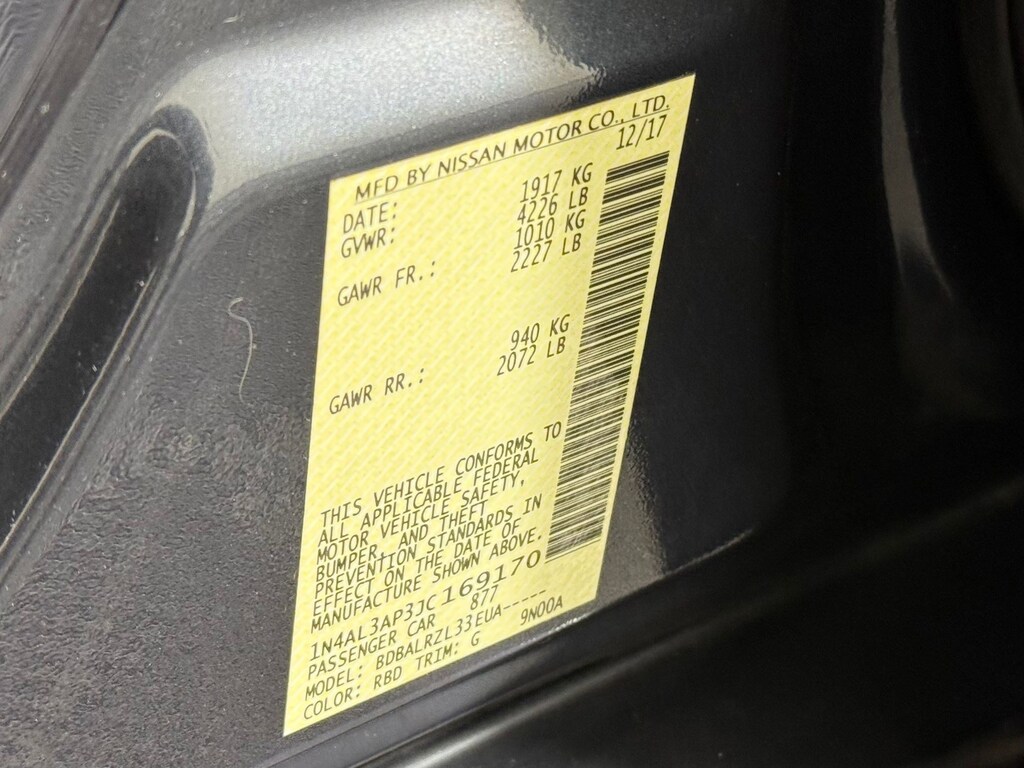 MFD BY NISSAN MOTOR CO., LTD.
DATE: 12/17
GVWR: 1917 KG
4226 LB
GAWR FR.: 1010 KG
2227 LB
GAWR RR.: 940 KG
2072 LB
THIS VEHICLE CONFORMS TO
ALL APPLICABLE FEDERAL
MOTOR VEHICLE SAFETY,
BUMPER, AND THEFT
PREVENTION STANDARDS IN
EFFECT ON THE DATE OF
MANUFACTURE SHOWN ABOVE.
1N4AL3AP3JC169170
PASSENGER CAR 877
MODEL: BDBALRZL33EUA-----
COLOR: RBD TRIM: G 9N00A